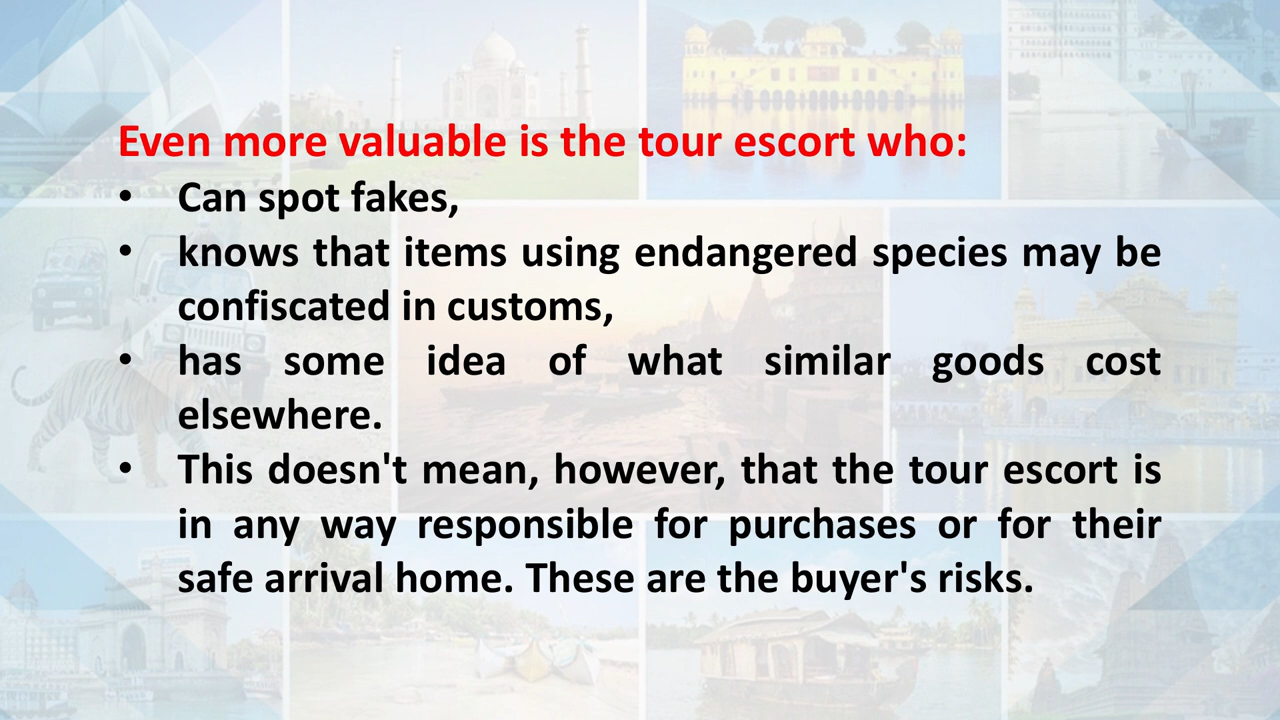 Even more valuable is the tour escort who:
• Can spot fakes,
• knows that items using endangered species may be
confiscated in customs,
• has some idea of what similar goods cost
elsewhere.
• This doesn't mean, however, that the tour escort is
in any way responsible for purchases or for their
safe arrival home. These are the buyer's risks.